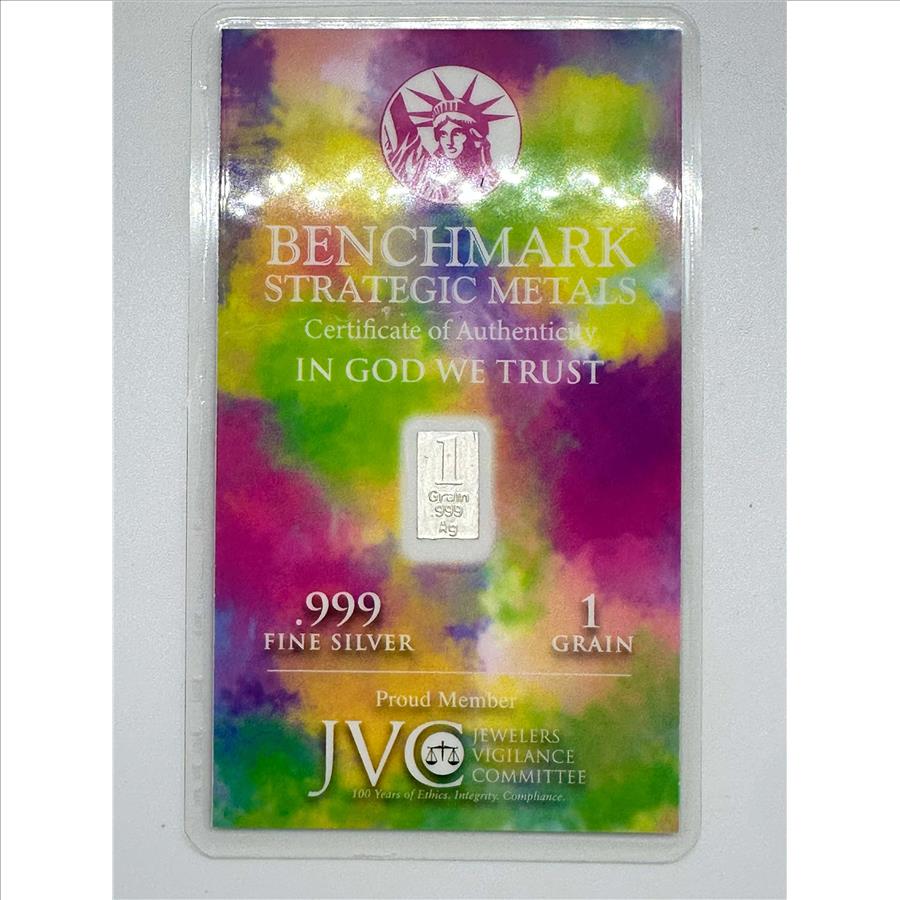 BENCHMARK
STRATEGIC METALS
Certificate of Authenticity
IN GOD WE TRUST
1
Grain
.999
Ag
.999
FINE SILVER
1
GRAIN
Proud Member
JVC
JEWELERS
VIGILANCE
COMMITTEE
100 Years of Ethics. Integrity. Compliance.